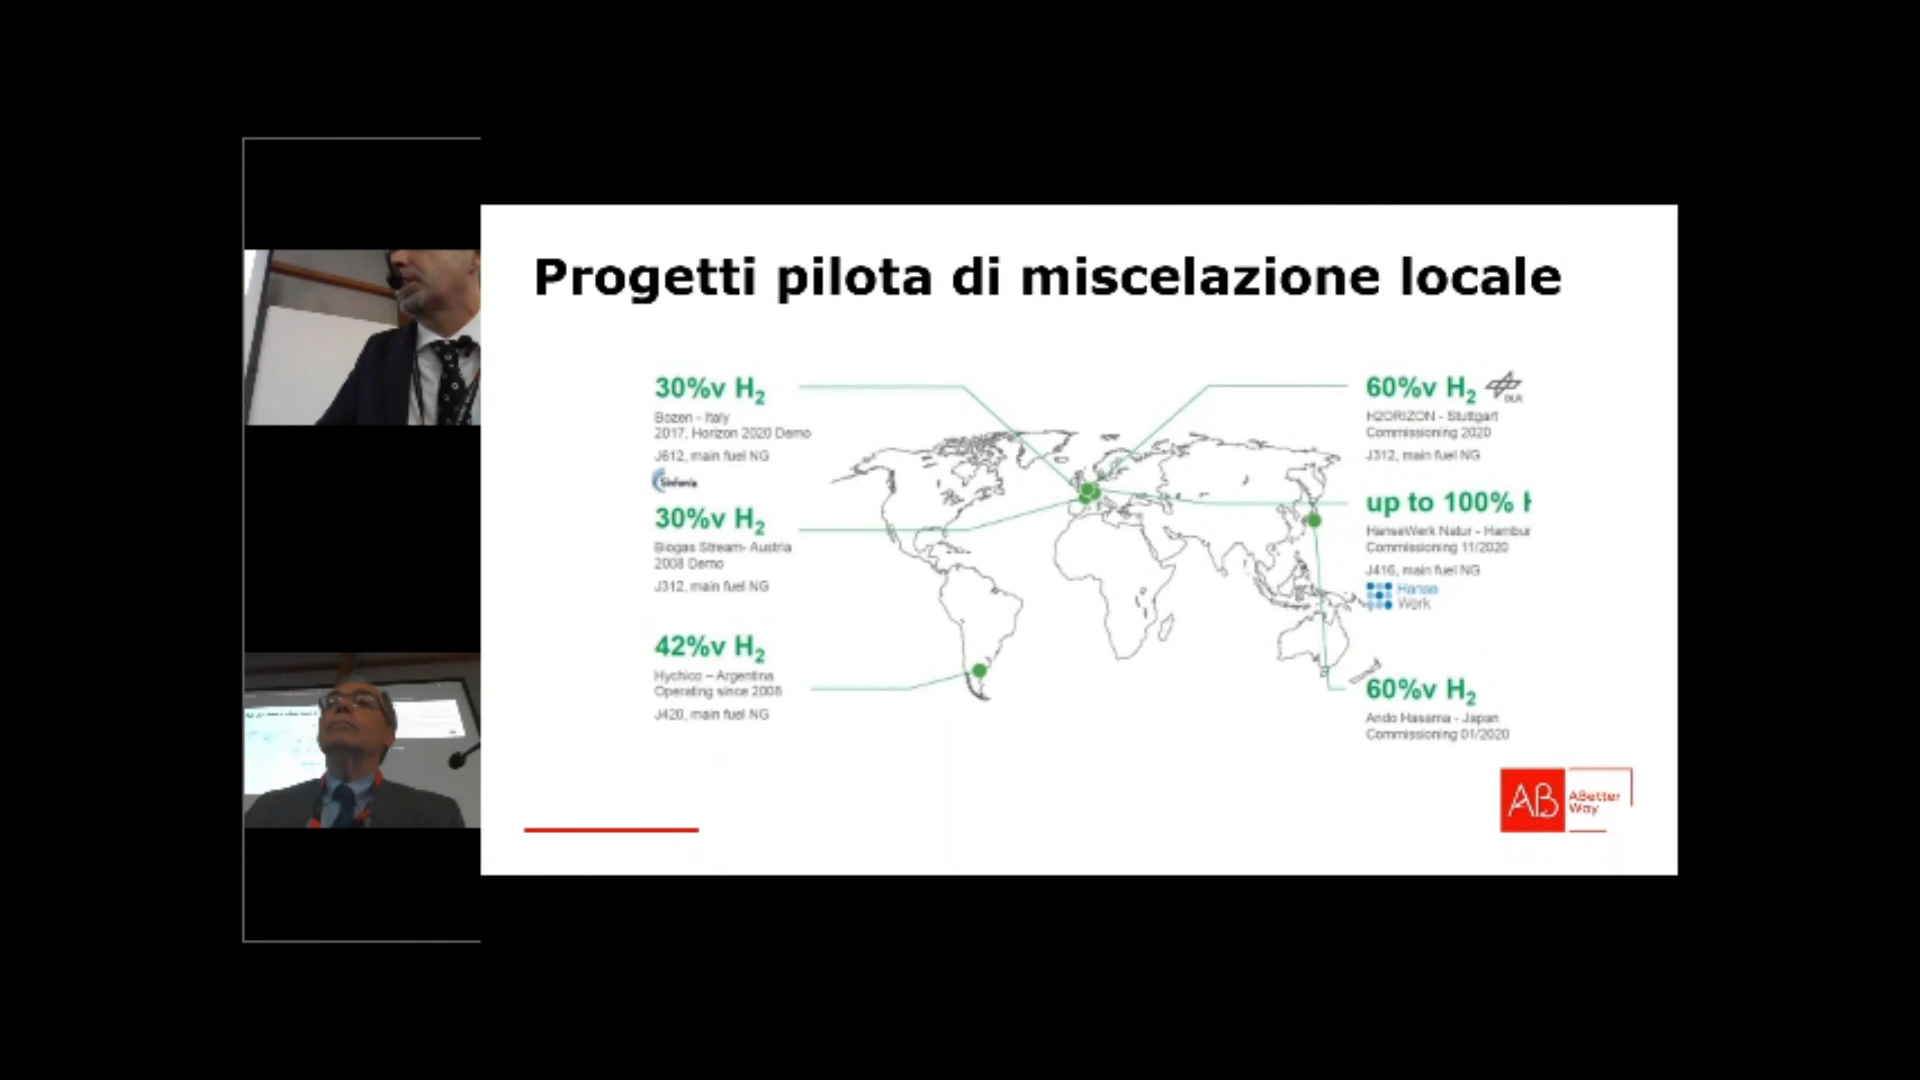 Progetti pilota di miscelazione locale
30%v H2
Bozen - Italy
2017, Horizon 2020 Demo
J612, main fuel NG
Sinfonia
30%v H2
Biogas Stream- Austria
2008 Demo
J312, main fuel NG
42%v H2
Hychico – Argentina
Operating since 2008
J420, main fuel NG
60%v H2
DLR
H2ORIZON - Stuttgart
Commissioning 2020
J312, main fuel NG
up to 100% H
HanseWerk Natur - Hambur
Commissioning 11/2020
J416, main fuel NG
Hanse
Werk
60%v H2
Ando Hasama - Japan
Commissioning 01/2020
AB
ABetter
Way